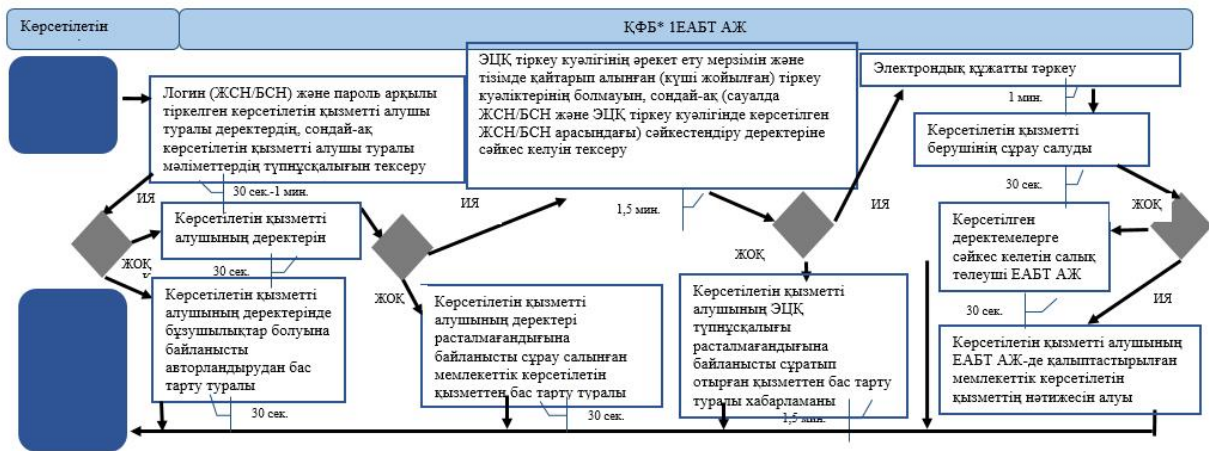 Көрсетілетін
ҚФБ* 1ЕАБТ АЖ
Логин (ЖСН/БСН) және пароль арқылы
тіркелген көрсетілетін қызметті алушы
туралы деректердің, сондай-ақ
көрсетілетін қызметті алушы туралы
мәліметтердің түпнұсқалығын тексеру
ЭЦҚ тіркеу куәлігінің әрекет ету мерзімін және
тізімде қайтарып алынған (күші жойылған) тіркеу
куәліктерінің болмауын, сондай-ақ (сауалда
ЖСН/БСН және ЭЦҚ тіркеу куәлігінде көрсетілген
ЖСН/БСН арасындағы) сәйкестендіру деректеріне
сәйкес келуін тексеру
Электрондық құжатты тәркеу
1 мин.
Көрсетілетін қызметті
берушінің сұрау салуды
30 сек.
ИЯ
30 сек.-1 мин.
ИЯ
1,5 мин.
ИЯ
ЖОҚ
Көрсетілетін қызметті
алушының деректерін
30 сек.
ЖОҚ
ЖОҚ
ЖОҚ
Көрсетілген
деректемелерге
сәйкес келетін салық
төлеуші ЕАБТ АЖ
30 сек.
ИЯ
Көрсетілетін қызметті
алушының деректерінде
бұзушылықтар болуына
байланысты
авторландырудан бас
тарту туралы
30 сек.
Көрсетілетін қызметті
алушының деректері
расталмағандығына
байланысты сұрау салынған
мемлекеттік көрсетілетін
қызметтен бас тарту туралы
30 сек.
Көрсетілетін қызметті
алушының ЭЦҚ
түпнұсқалығы
расталмағандығына
байланысты сұратып
отырған қызметтен бас тарту
туралы хабарламаны
1,5 мин.
Көрсетілетін қызметті алушының
ЕАБТ АЖ-де қалыптастырылған
мемлекеттік көрсетілетін
қызметтің нәтижесін алуы